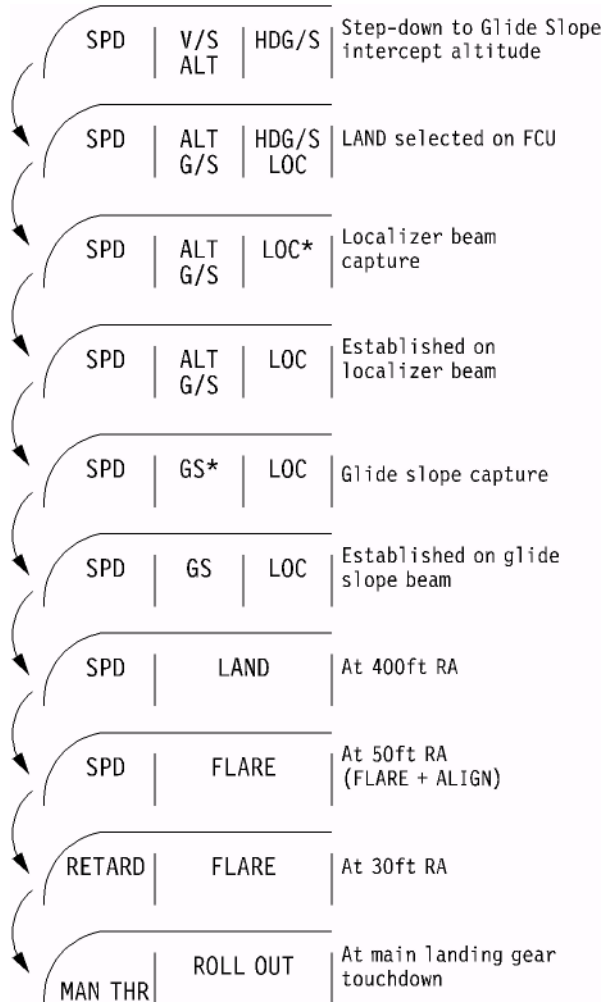 SPD V/S HDG/S Step-down to Glide Slope
ALT intercept altitude
SPD ALT HDG/S LAND selected on FCU
G/S LOC
SPD ALT LOC* Localizer beam
G/S capture
SPD ALT LOC Established on
G/S localizer beam
SPD GS* LOC Glide slope capture
SPD GS LOC Established on glide
slope beam
SPD LAND At 400ft RA
SPD FLARE At 50ft RA
(FLARE + ALIGN)
RETARD FLARE At 30ft RA
ROLL OUT At main landing gear
MAN THR touchdown